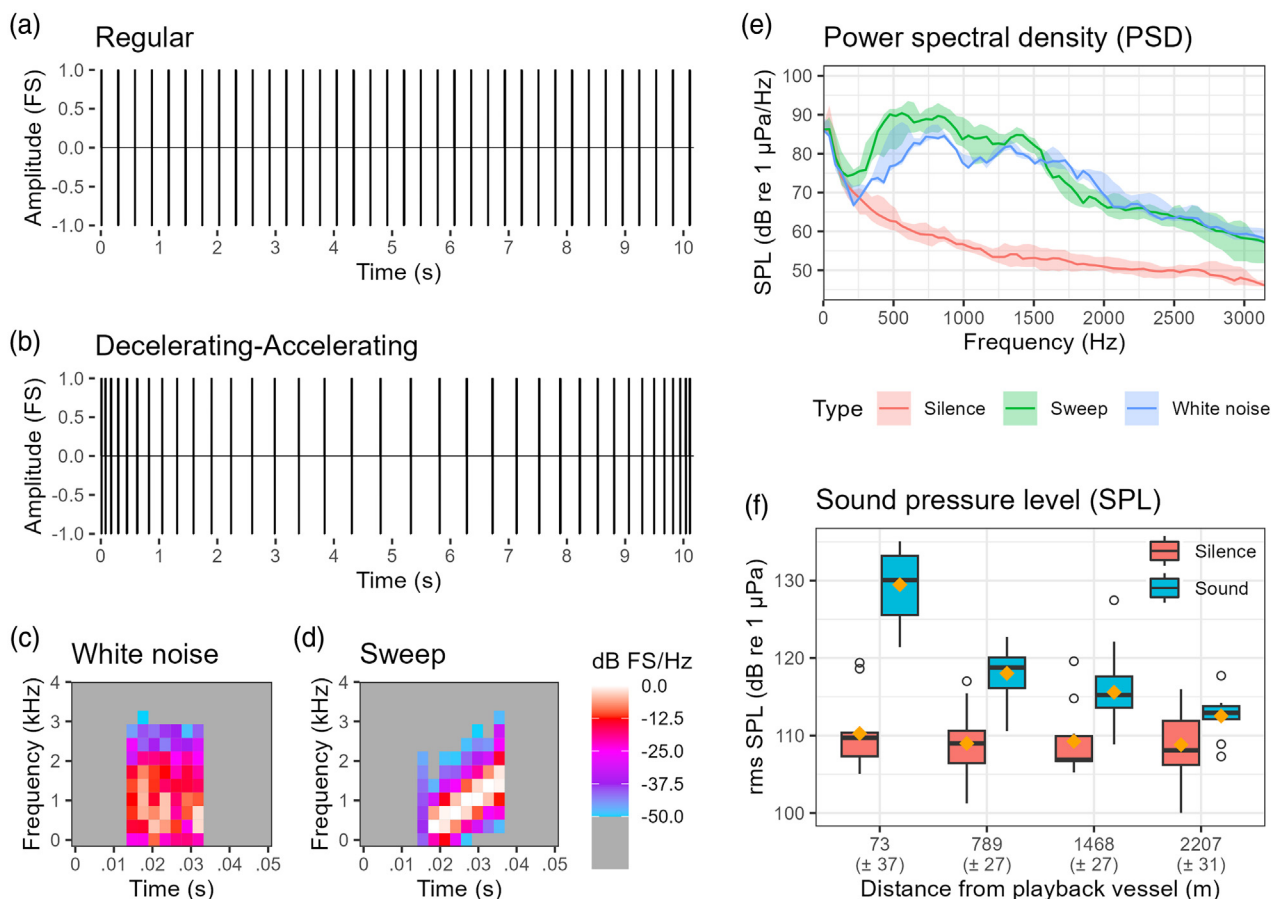 (a)
Regular
Amplitude (FS)
1.0
0.5
0.0
-0.5
-1.0
0 1 2 3 4 5 6 7 8 9 10
Time (s)
(b)
Decelerating-Accelerating
Amplitude (FS)
1.0
0.5
0.0
-0.5
-1.0
0 1 2 3 4 5 6 7 8 9 10
Time (s)
(c)
White noise
Frequency (kHz)
4
3
2
1
0
0 .01 .02 .03 .04 .05
Time (s)
(d)
Sweep
Frequency (kHz)
4
3
2
1
0
0 .01 .02 .03 .04 .05
Time (s)
dB FS/Hz
0.0
-12.5
-25.0
-37.5
-50.0
(e)
Power spectral density (PSD)
SPL (dB re 1 μPa/Hz)
100
90
80
70
60
50
0 500 1000 1500 2000 2500 3000
Frequency (Hz)
Type Silence Sweep White noise
(f)
Sound pressure level (SPL)
rms SPL (dB re 1 μPa)
130
120
110
100
Silence
Sound
73 789 1468 2207
(± 37) (± 27) (± 27) (± 31)
Distance from playback vessel (m)